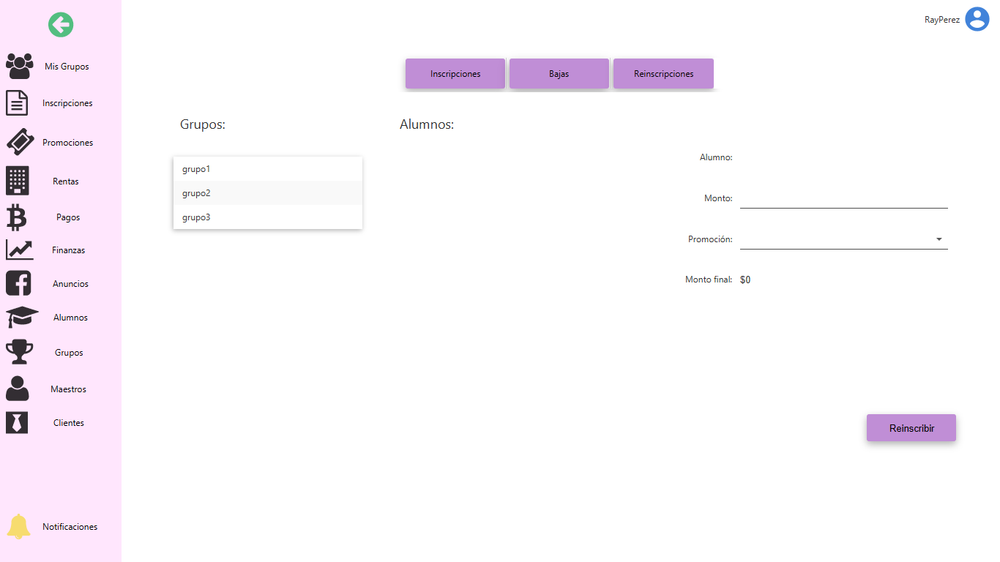 RayPerez
Mis Grupos
Inscripciones
Promociones
Rentas
Pagos
Finanzas
Anuncios
Alumnos
Grupos
Maestros
Clientes
Notificaciones
Inscripciones Bajas Reinscripciones
Grupos:
grupo1
grupo2
grupo3
Alumnos:
Alumno:
Monto:
Promoción:
Monto final: $0
Reinscribir